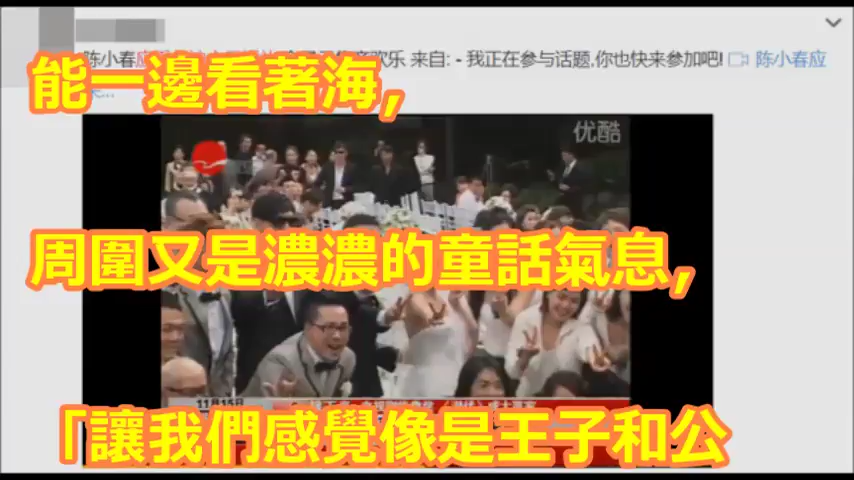 陈小春
欢乐 来自: - 我正在参与话题,你也快来参加吧! 陈小春应
能一邊看著海,
优酷
周圍又是濃濃的童話氣息,
11月15日
「讓我們感覺像是王子和公